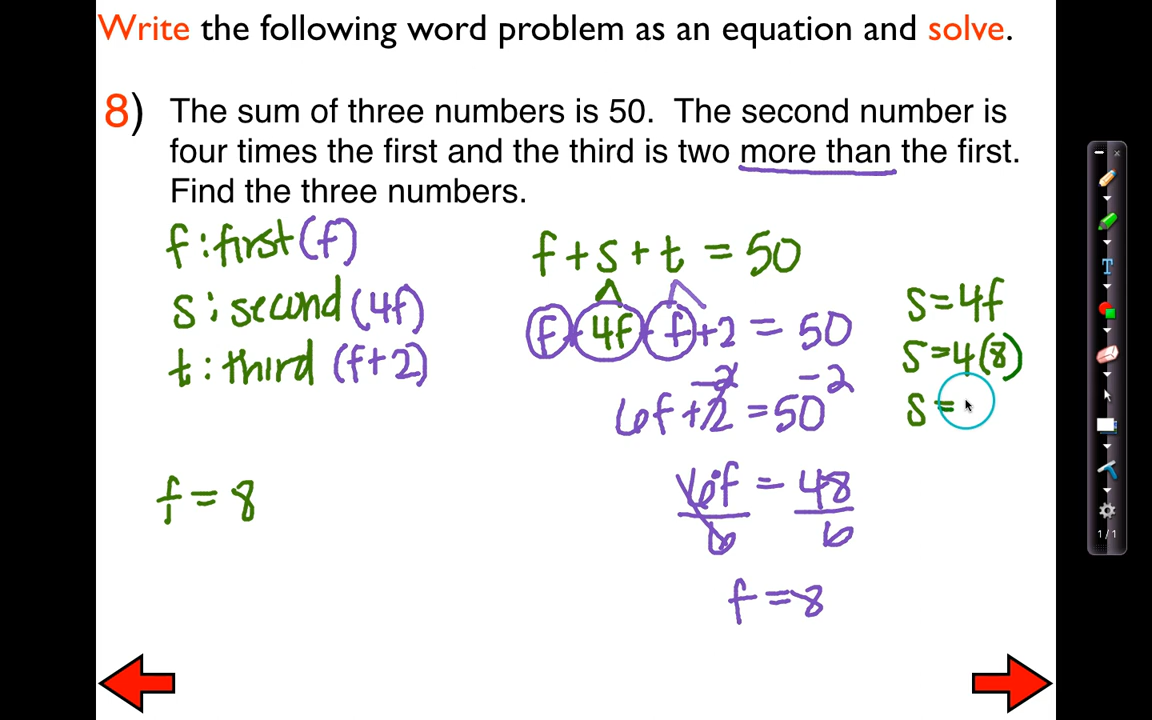 Write the following word problem as an equation and solve.
8) The sum of three numbers is 50. The second number is
four times the first and the third is two more than the first.
Find the three numbers.
f : first (f)
s : second (4f)
t : third (f+2)
f = 8
f + s + t = 50
f + 4f + f + 2 = 50
-2 -2
6f + 2 = 50
6f = 48
6 6
f = 8
s = 4f
s = 4(8)
s =
T
1/1